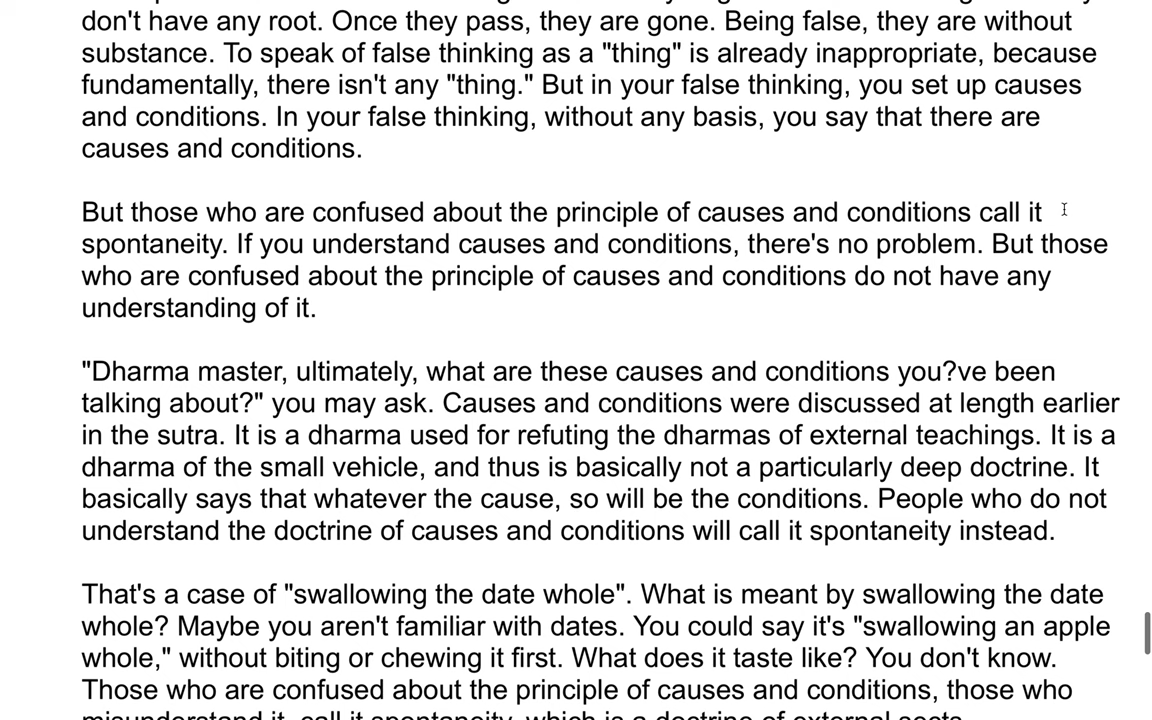 don't have any root. Once they pass, they are gone. Being false, they are without
substance. To speak of false thinking as a "thing" is already inappropriate, because
fundamentally, there isn't any "thing." But in your false thinking, you set up causes
and conditions. In your false thinking, without any basis, you say that there are
causes and conditions.
But those who are confused about the principle of causes and conditions call it
spontaneity. If you understand causes and conditions, there's no problem. But those
who are confused about the principle of causes and conditions do not have any
understanding of it.
"Dharma master, ultimately, what are these causes and conditions you?ve been
talking about?" you may ask. Causes and conditions were discussed at length earlier
in the sutra. It is a dharma used for refuting the dharmas of external teachings. It is a
dharma of the small vehicle, and thus is basically not a particularly deep doctrine. It
basically says that whatever the cause, so will be the conditions. People who do not
understand the doctrine of causes and conditions will call it spontaneity instead.
That's a case of "swallowing the date whole". What is meant by swallowing the date
whole? Maybe you aren't familiar with dates. You could say it's "swallowing an apple
whole," without biting or chewing it first. What does it taste like? You don't know.
Those who are confused about the principle of causes and conditions, those who
misunderstand it, call it spontaneity, which is a doctrine of external sects.